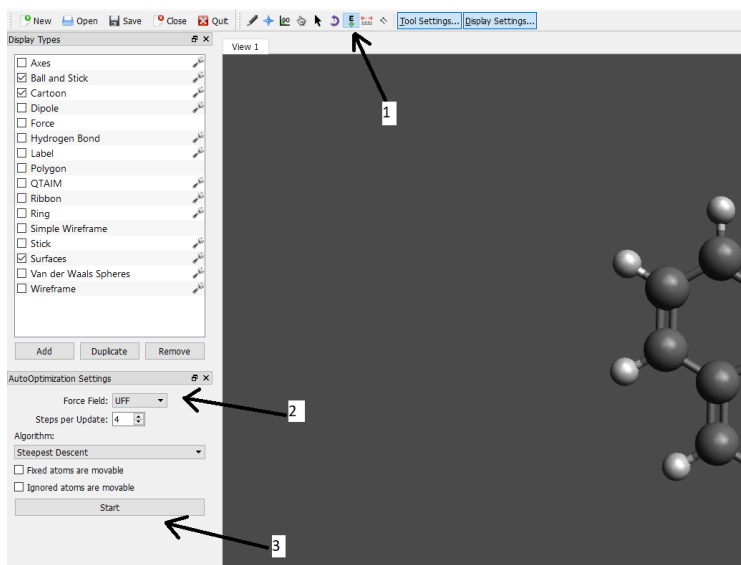 New Open Save Close Quit Tool Settings... Display Settings...
Display Types
View 1
Axes
Ball and Stick
Cartoon
Dipole
Force
Hydrogen Bond
Label
Polygon
QTAIM
Ribbon
Ring
Simple Wireframe
Stick
Surfaces
Van der Waals Spheres
Wireframe
Add Duplicate Remove
AutoOptimization Settings
Force Field: UFF
Steps per Update: 4
Algorithm:
Steepest Descent
Fixed atoms are movable
Ignored atoms are movable
Start
E
1
2
3